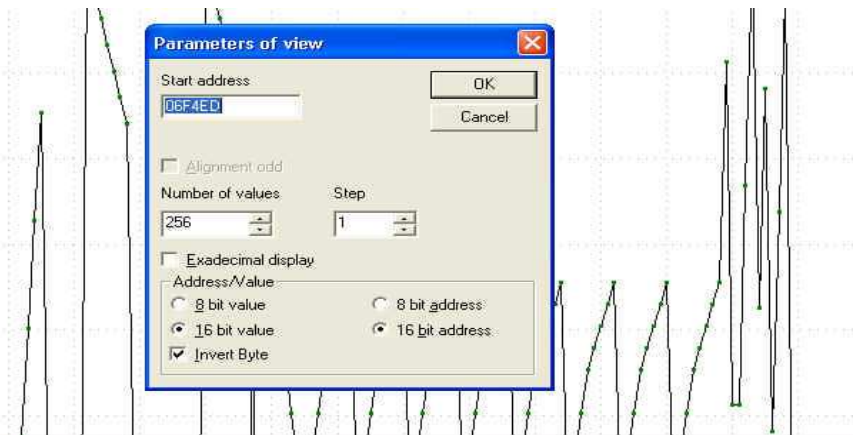 Parameters of view
Start address
OK
06F4ED
Cancel
Alignment odd
Number of values
Step
256
1
Exadecimal display
Address/Value
8 bit value
8 bit address
16 bit value
16 bit address
Invert Byte